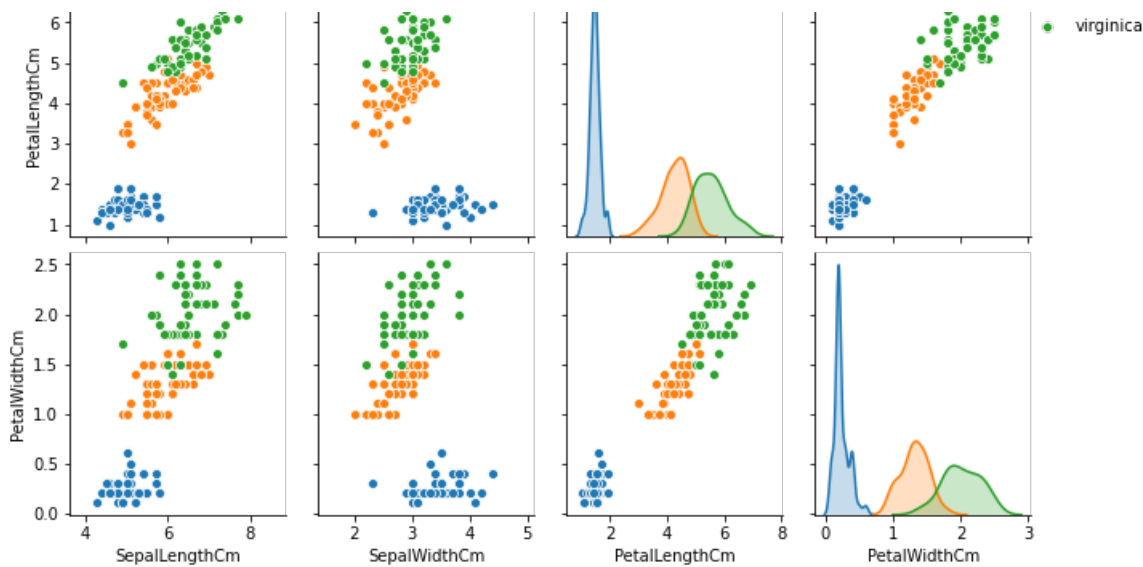 virginica
PetalLengthCm
6
5
4
3
2
1
PetalWidthCm
2.5
2.0
1.5
1.0
0.5
0.0
4 6 8 2 3 4 5 2 4 6 8 0 1 2 3
SepalLengthCm SepalWidthCm PetalLengthCm PetalWidthCm